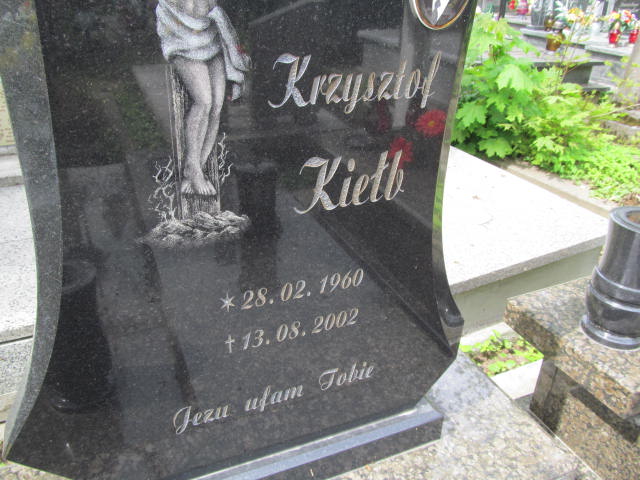 Krzysztof
Kiełb
✶ 28. 02. 1960
† 13. 08. 2002
Jezu ufam Tobie